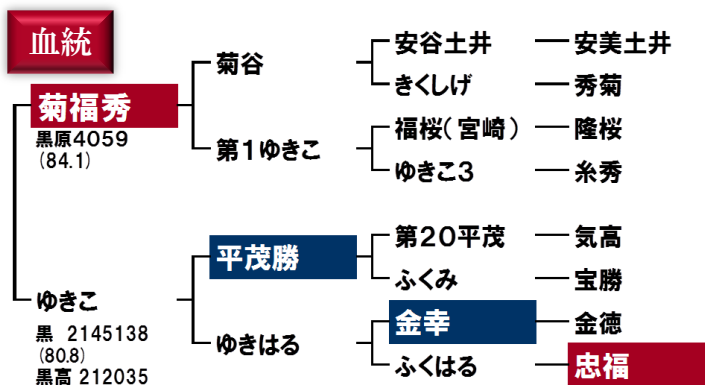 血統
菊福秀
黒原4059
(84.1)
菊谷
安谷土井
安美土井
きくしげ
秀菊
第1ゆきこ
福桜(宮崎)
隆桜
ゆきこ3
糸秀
ゆきこ
黒 2145138
(80.8)
黒高 212035
平茂勝
第20平茂
気高
ふくみ
宝勝
ゆきはる
金幸
金徳
ふくはる
忠福